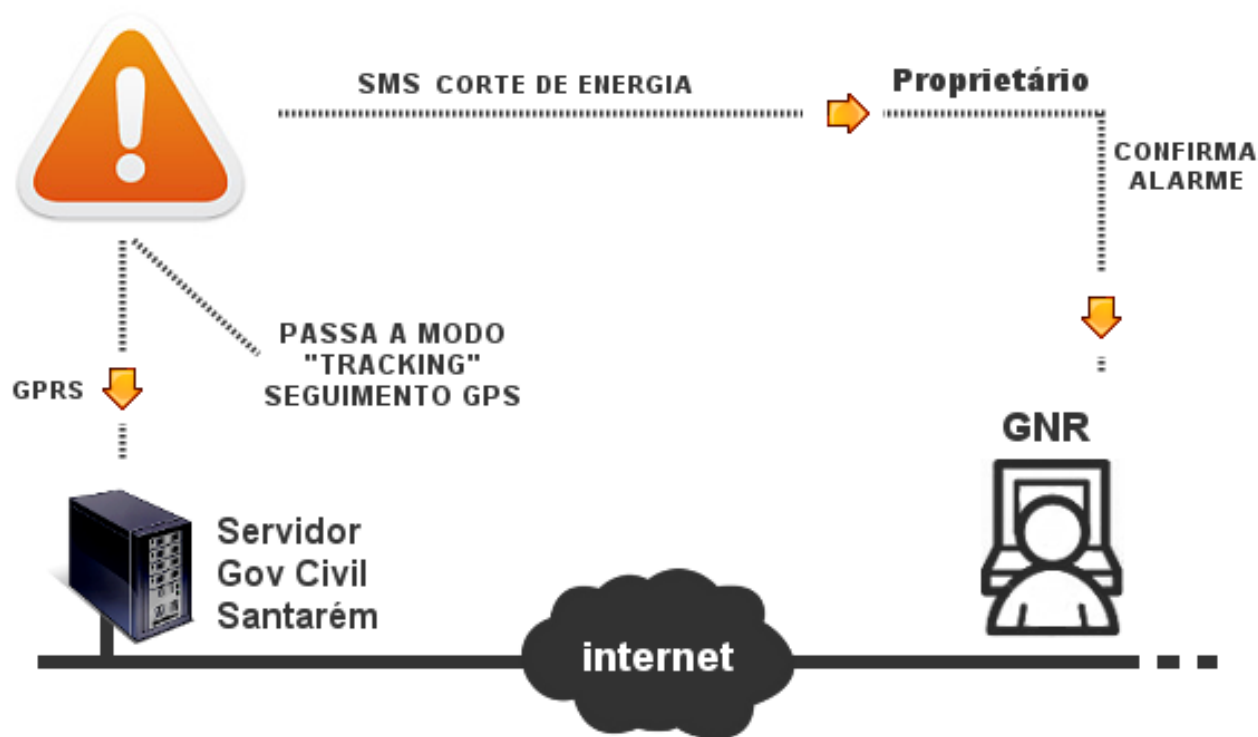 SMS CORTE DE ENERGIA
Proprietário
CONFIRMA
ALARME
PASSA A MODO
"TRACKING"
SEGUIMENTO GPS
GPRS
GNR
Servidor
Gov Civil
Santarém
internet